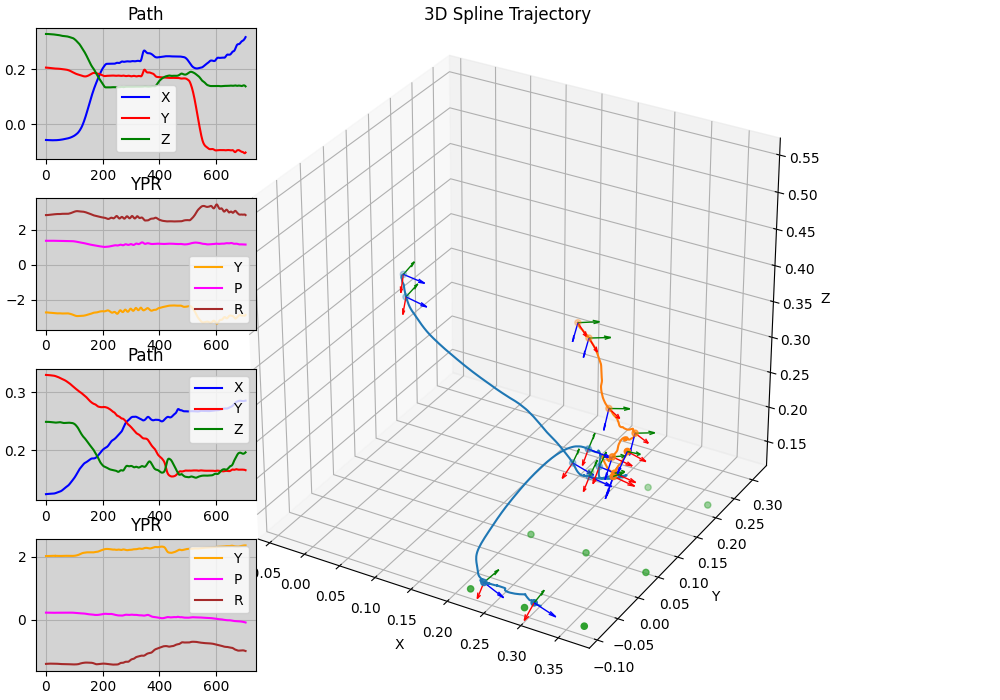 Path
0.2
0.0
X
Y
Z
0 200 400 600
YPR
2
0
−2
Y
P
R
0 200 400 600
Path
0.3
0.2
X
Y
Z
0 200 400 600
YPR
2
0
Y
P
R
0 200 400 600
3D Spline Trajectory
0.55
0.50
0.45
0.40
0.35
0.30
0.25
0.20
0.15
Z
0.30
0.25
0.20
0.15
0.10
0.05
0.00
−0.05
−0.10
Y
.05
0.00
0.05
0.10
0.15
0.20
0.25
0.30
0.35
X